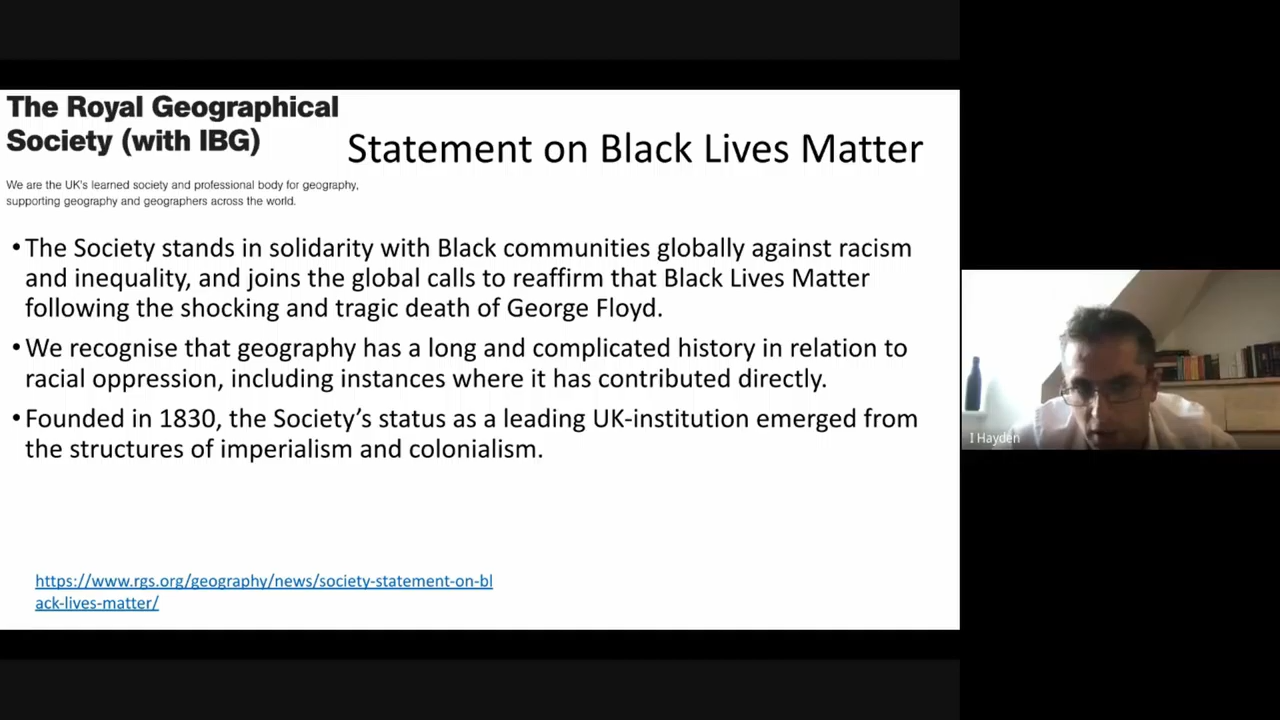 The Royal Geographical
Society (with IBG)
Statement on Black Lives Matter
We are the UK's learned society and professional body for geography,
supporting geography and geographers across the world.
•The Society stands in solidarity with Black communities globally against racism
and inequality, and joins the global calls to reaffirm that Black Lives Matter
following the shocking and tragic death of George Floyd.
•We recognise that geography has a long and complicated history in relation to
racial oppression, including instances where it has contributed directly.
•Founded in 1830, the Society’s status as a leading UK-institution emerged from
the structures of imperialism and colonialism.
https://www.rgs.org/geography/news/society-statement-on-bl
ack-lives-matter/
I Hayden